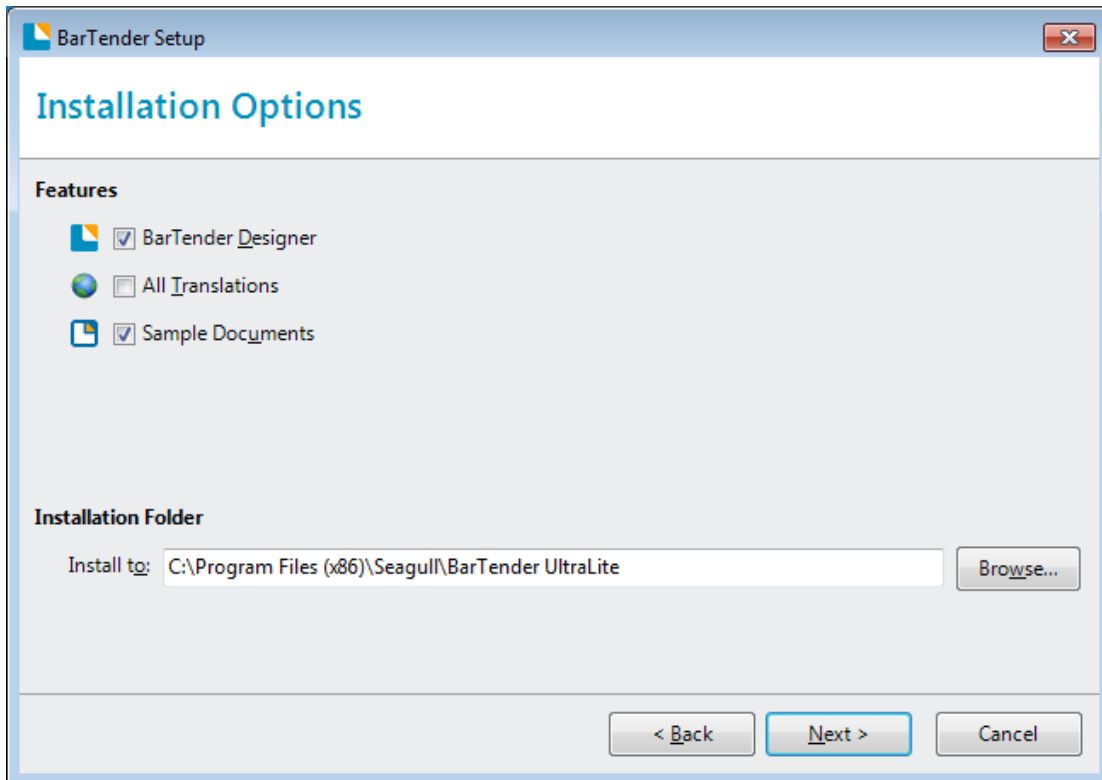 BarTender Setup
Installation Options
Features
BarTender Designer
All Translations
Sample Documents
Installation Folder
Install to: C:\Program Files (x86)\Seagull\BarTender UltraLite Browse...
< Back Next > Cancel